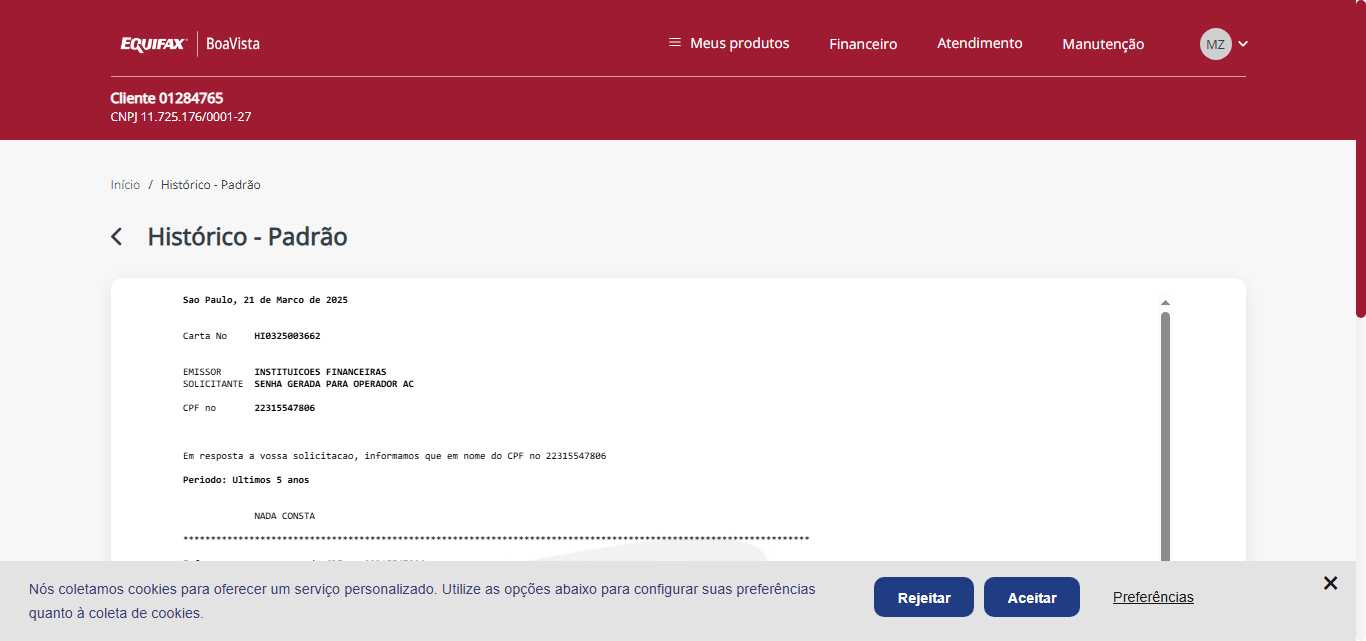 EQUIFAX | BoaVista
Meus produtos Financeiro Atendimento Manutenção MZ
Cliente 01284765
CNPJ 11.725.176/0001-27
Início / Histórico - Padrão
Histórico - Padrão
Sao Paulo, 21 de Marco de 2025
Carta No HI0325003662
EMISSOR INSTITUICOES FINANCEIRAS
SOLICITANTE SENHA GERADA PARA OPERADOR AC
CPF no 22315547806
Em resposta a vossa solicitacao, informamos que em nome do CPF no 22315547806
Periodo: Ultimos 5 anos
NADA CONSTA
Nós coletamos cookies para oferecer um serviço personalizado. Utilize as opções abaixo para configurar suas preferências
quanto à coleta de cookies.
Rejeitar Aceitar Preferências